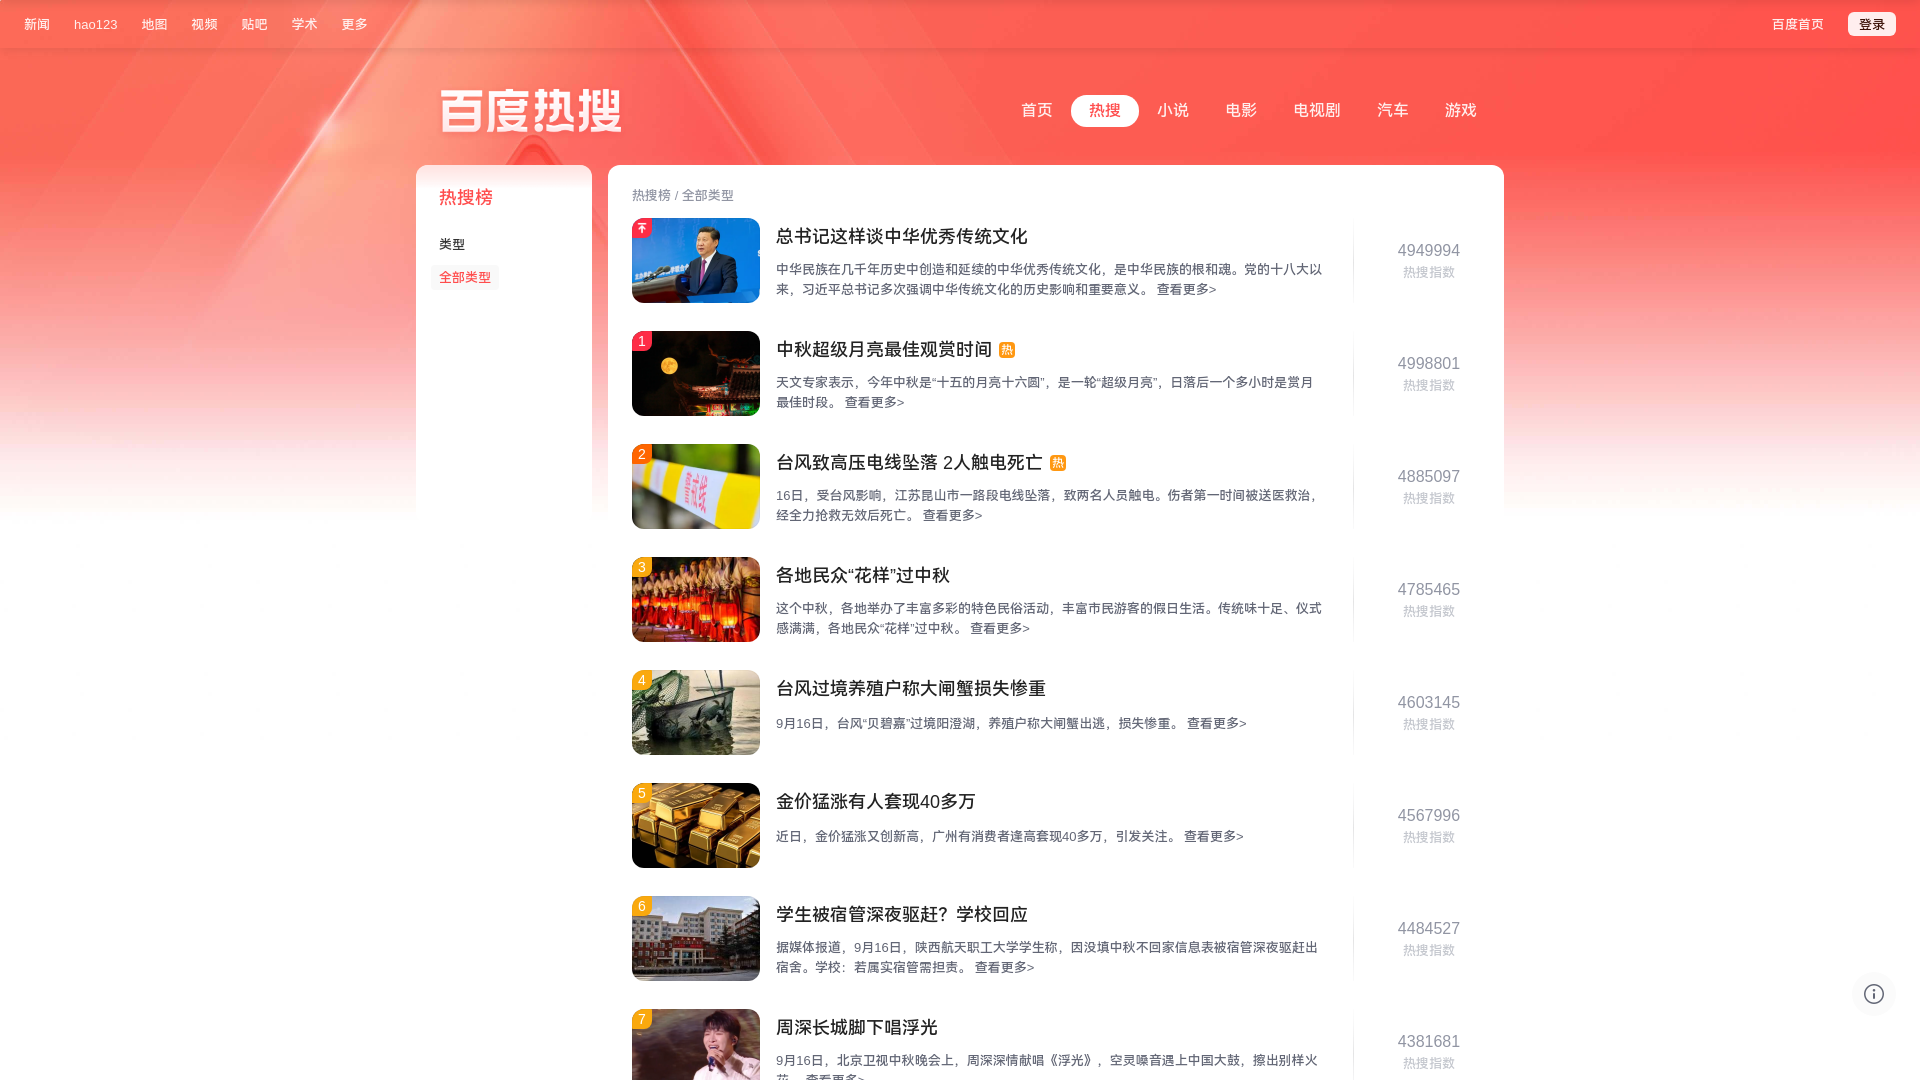 新闻 hao123 地图 视频 贴吧 学术 更多 百度首页 登录
百度热搜
首页 热搜 小说 电影 电视剧 汽车 游戏
热搜榜
类型
全部类型
热搜榜 / 全部类型
总书记这样谈中华优秀传统文化
中华民族在几千年历史中创造和延续的中华优秀传统文化，是中华民族的根和魂。党的十八大以
来，习近平总书记多次强调中华传统文化的历史影响和重要意义。 查看更多>
4949994
热搜指数
1
中秋超级月亮最佳观赏时间 热
天文专家表示，今年中秋是“十五的月亮十六圆”，是一轮“超级月亮”，日落后一个多小时是赏月
最佳时段。 查看更多>
4998801
热搜指数
2
台风致高压电线坠落 2人触电死亡 热
16日，受台风影响，江苏昆山市一路段电线坠落，致两名人员触电。伤者第一时间被送医救治，
经全力抢救无效后死亡。 查看更多>
4885097
热搜指数
3
各地民众“花样”过中秋
这个中秋，各地举办了丰富多彩的特色民俗活动，丰富市民游客的假日生活。传统味十足、仪式
感满满，各地民众“花样”过中秋。 查看更多>
4785465
热搜指数
4
台风过境养殖户称大闸蟹损失惨重
9月16日，台风“贝碧嘉”过境阳澄湖，养殖户称大闸蟹出逃，损失惨重。 查看更多>
4603145
热搜指数
5
金价猛涨有人套现40多万
近日，金价猛涨又创新高，广州有消费者逢高套现40多万，引发关注。 查看更多>
4567996
热搜指数
6
学生被宿管深夜驱赶？学校回应
据媒体报道，9月16日，陕西航天职工大学学生称，因没填中秋不回家信息表被宿管深夜驱赶出
宿舍。学校：若属实宿管需担责。 查看更多>
4484527
热搜指数
7
周深长城脚下唱浮光
9月16日，北京卫视中秋晚会上，周深深情献唱《浮光》，空灵嗓音遇上中国大鼓，擦出别样火
花。 查看更多>
4381681
热搜指数